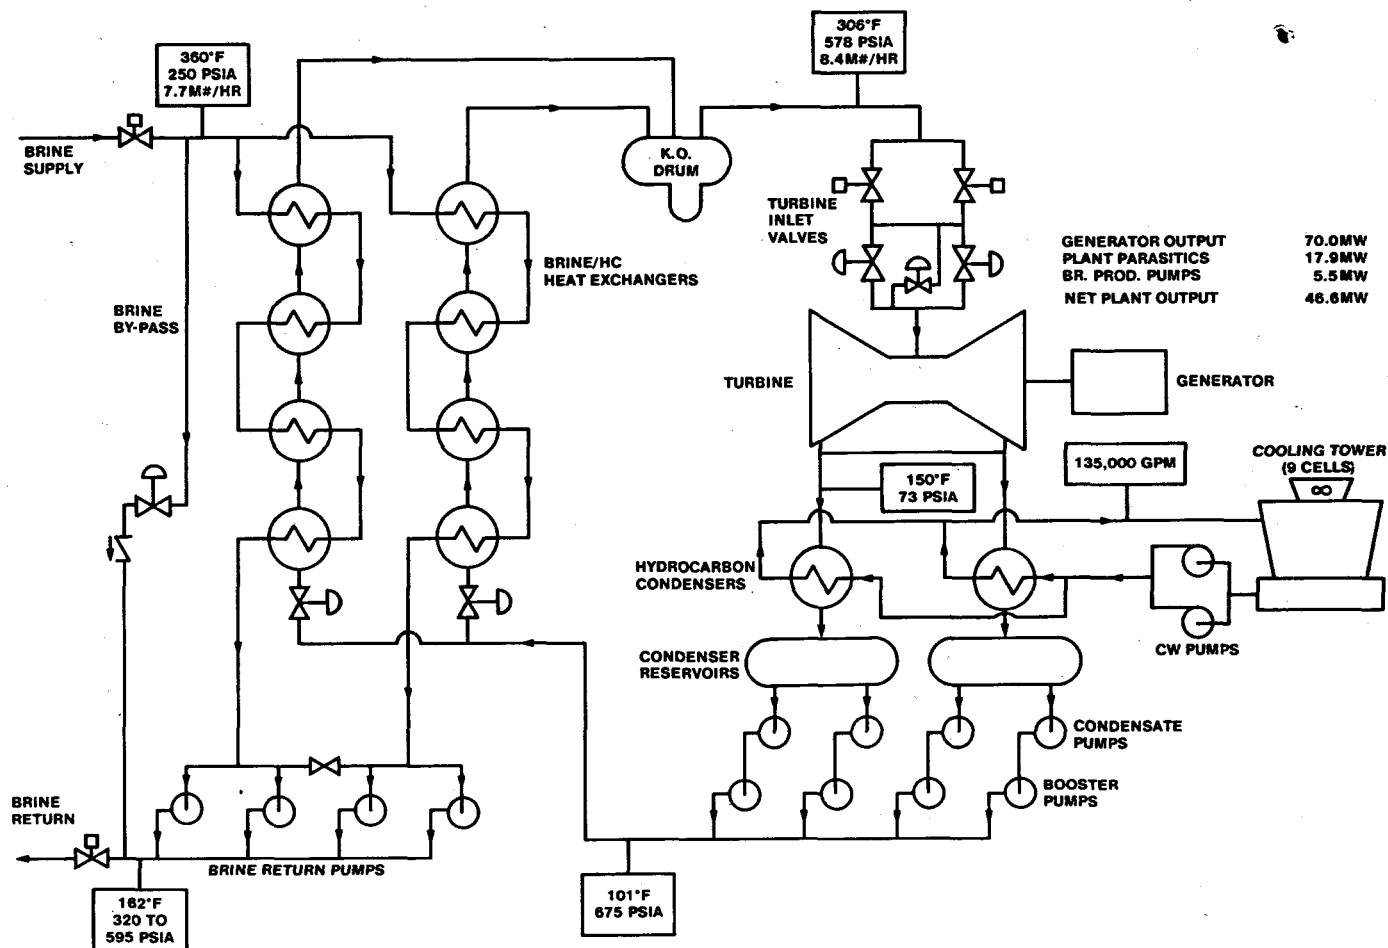 306°F
578 PSIA
8.4M#/HR
360°F
250 PSIA
7.7M#/HR
BRINE
SUPPLY
K.O.
DRUM
TURBINE
INLET
VALVES
GENERATOR OUTPUT 70.0MW
PLANT PARASITICS 17.9MW
BR. PROD. PUMPS 5.5MW
NET PLANT OUTPUT 46.6MW
BRINE/HC
HEAT EXCHANGERS
BRINE
BY-PASS
TURBINE
GENERATOR
135,000 GPM
COOLING TOWER
(9 CELLS)
∞
150°F
73 PSIA
HYDROCARBON
CONDENSERS
CW PUMPS
CONDENSER
RESERVOIRS
CONDENSATE
PUMPS
BOOSTER
PUMPS
BRINE
RETURN
BRINE RETURN PUMPS
162°F
320 TO
595 PSIA
101°F
675 PSIA